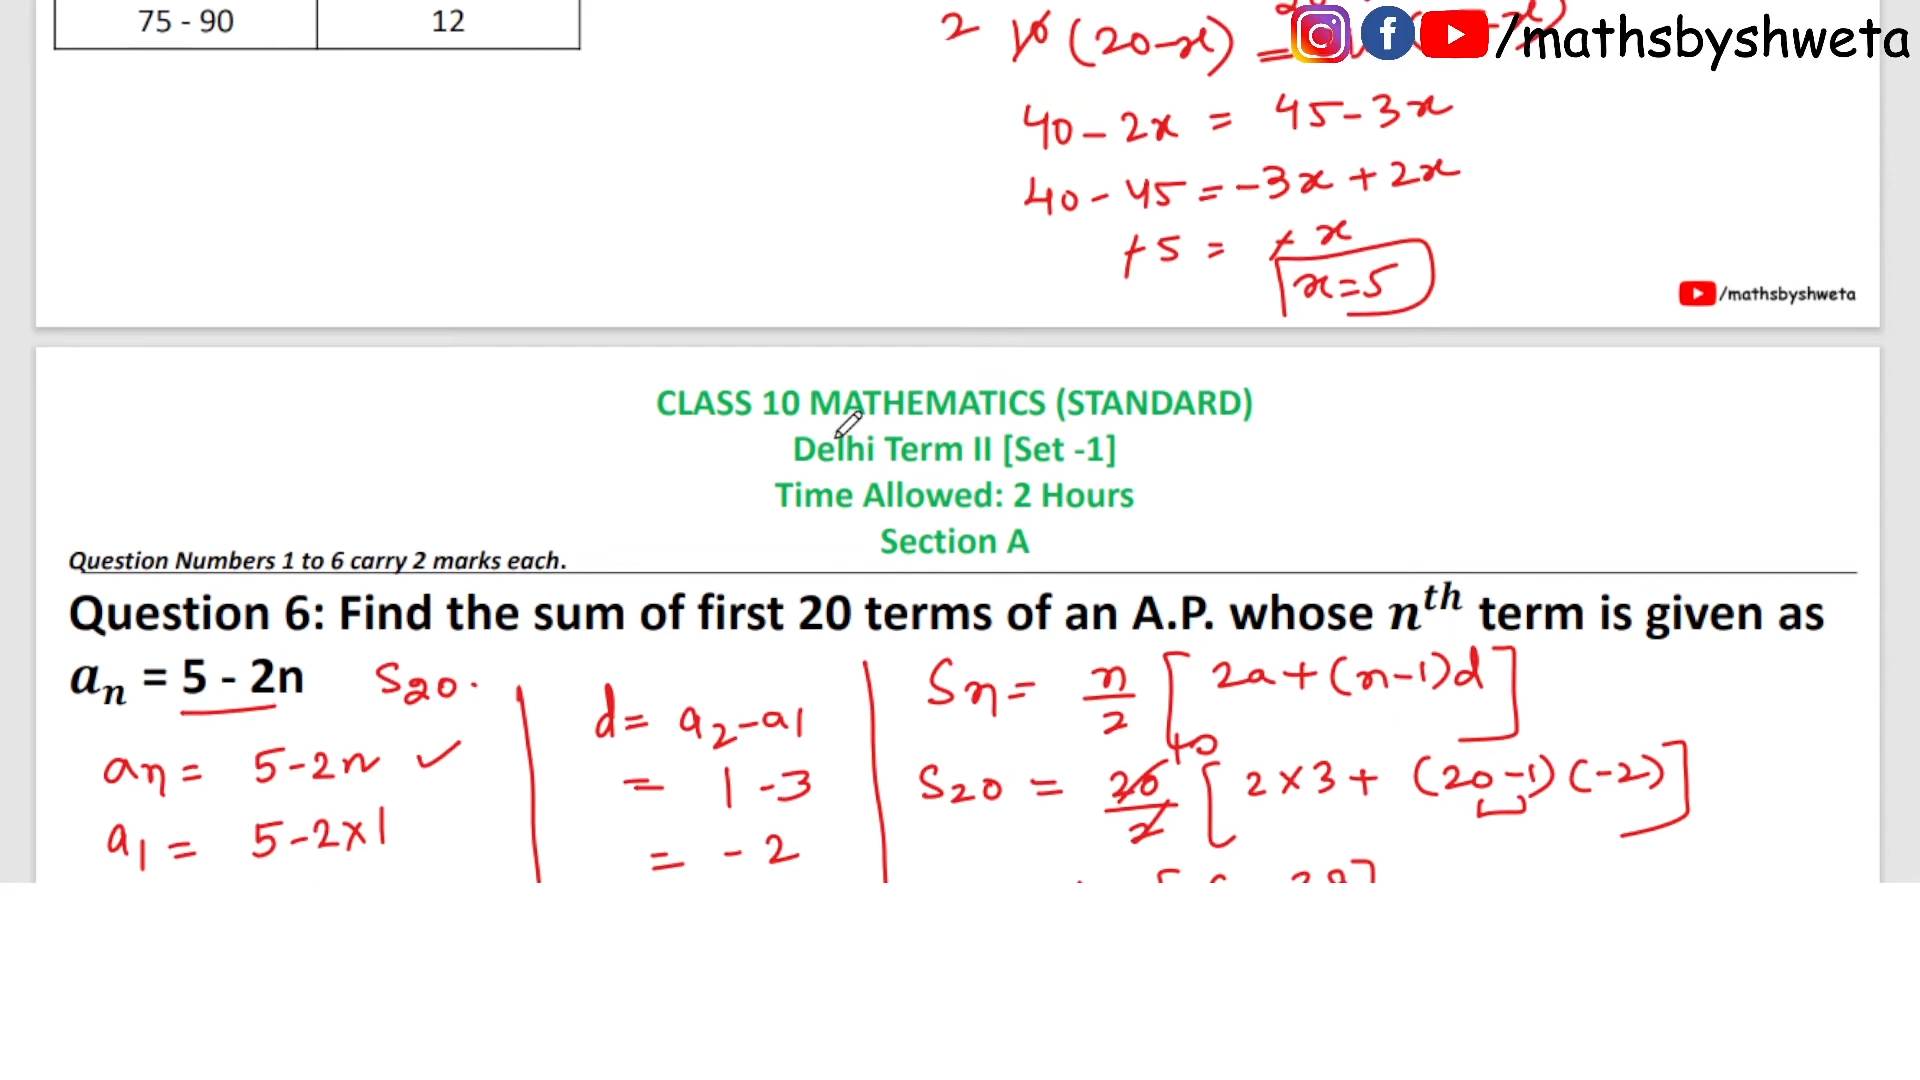 75 - 90 12
2 10 (20-x) =
/mathsbyshweta
40 - 2x = 45 - 3x
40 - 45 = -3x + 2x
+5 = + x
x = 5
/mathsbyshweta
CLASS 10 MATHEMATICS (STANDARD)
Delhi Term II [Set -1]
Time Allowed: 2 Hours
Section A
Question Numbers 1 to 6 carry 2 marks each.
Question 6: Find the sum of first 20 terms of an A.P. whose nth term is given as
an = 5 - 2n S20.
an = 5-2n ✓
a1 = 5-2x1
d = a2-a1
= 1 - 3
= - 2
Sn = n/2 [2a + (n-1)d]
S20 = 20/2 10 [2 x 3 + (20-1) (-2)]